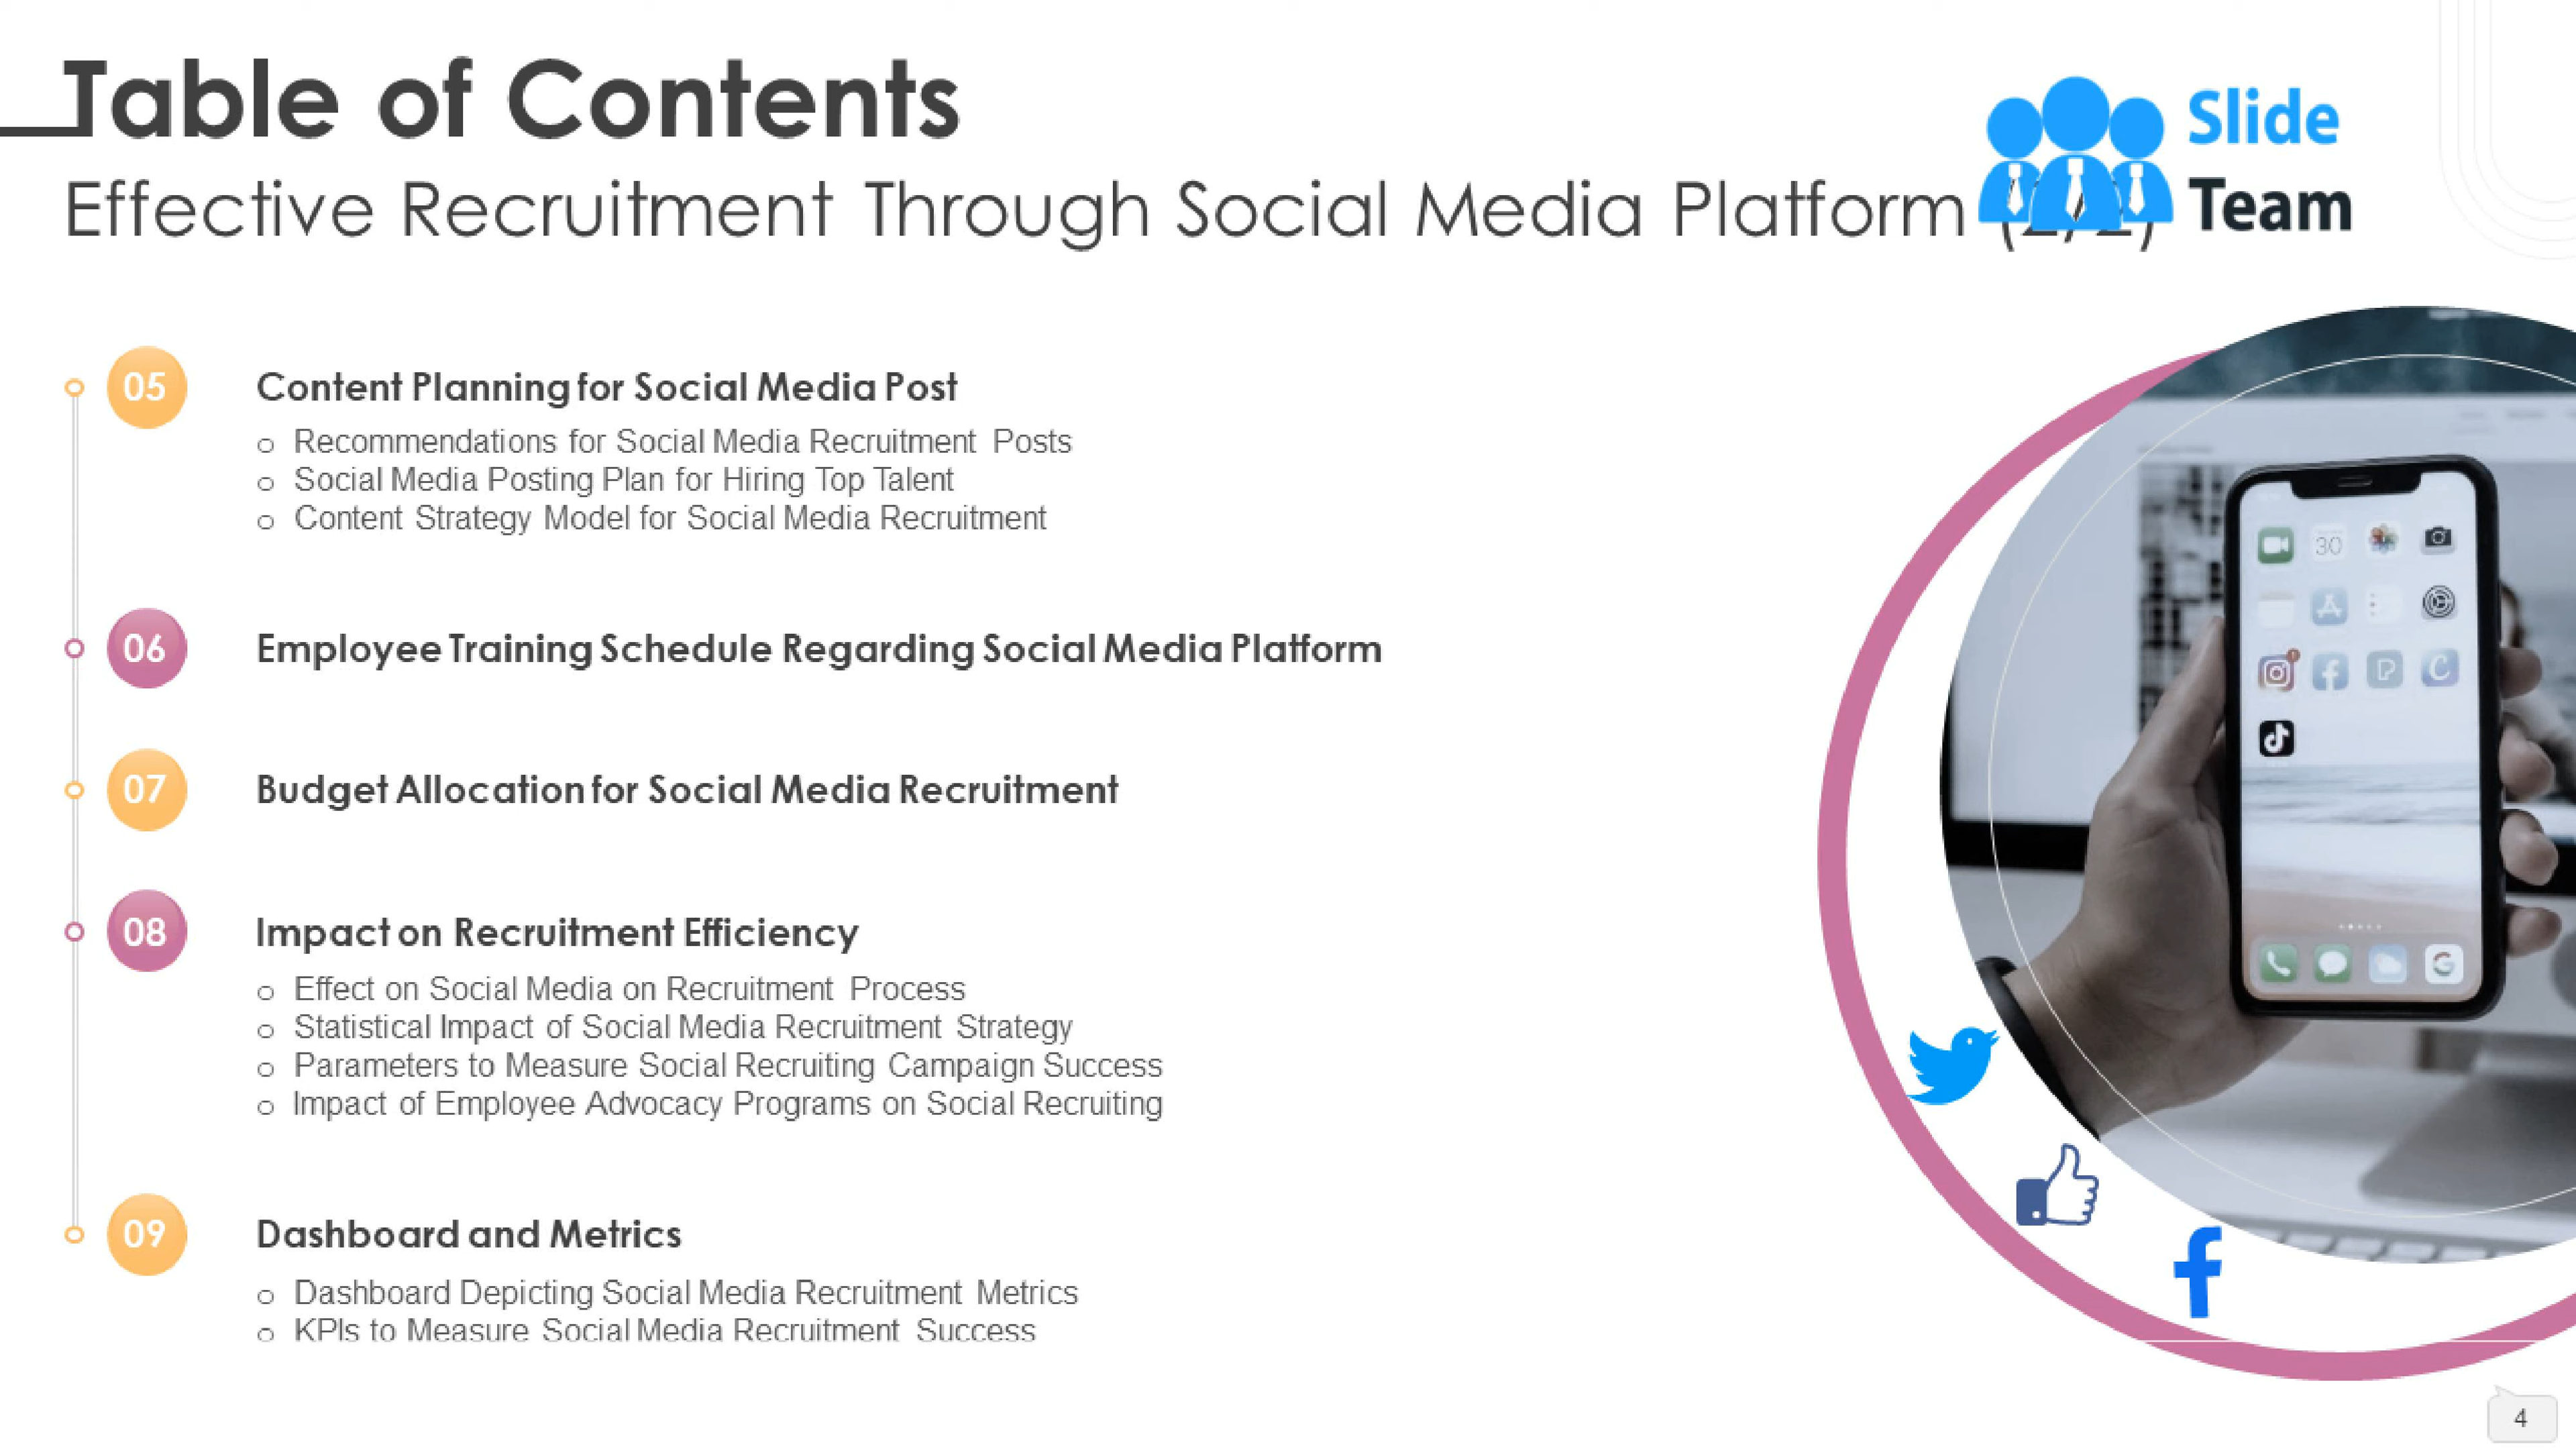 Table of Contents
Effective Recruitment Through Social Media Platform
Slide
Team
05
Content Planning for Social Media Post
o Recommendations for Social Media Recruitment Posts
o Social Media Posting Plan for Hiring Top Talent
o Content Strategy Model for Social Media Recruitment
06
Employee Training Schedule Regarding Social Media Platform
07
Budget Allocation for Social Media Recruitment
08
Impact on Recruitment Efficiency
o Effect on Social Media on Recruitment Process
o Statistical Impact of Social Media Recruitment Strategy
o Parameters to Measure Social Recruiting Campaign Success
o Impact of Employee Advocacy Programs on Social Recruiting
09
Dashboard and Metrics
o Dashboard Depicting Social Media Recruitment Metrics
o KPIs to Measure Social Media Recruitment Success
30
4